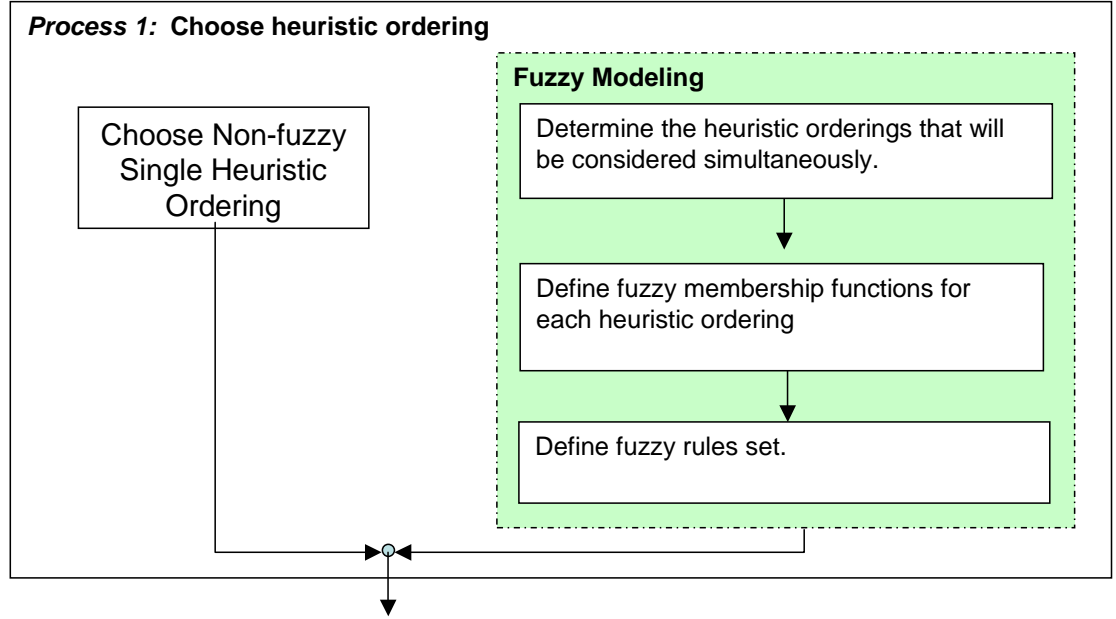 Process 1: Choose heuristic ordering
Choose Non-fuzzy
Single Heuristic
Ordering
Fuzzy Modeling
Determine the heuristic orderings that will
be considered simultaneously.
Define fuzzy membership functions for
each heuristic ordering
Define fuzzy rules set.